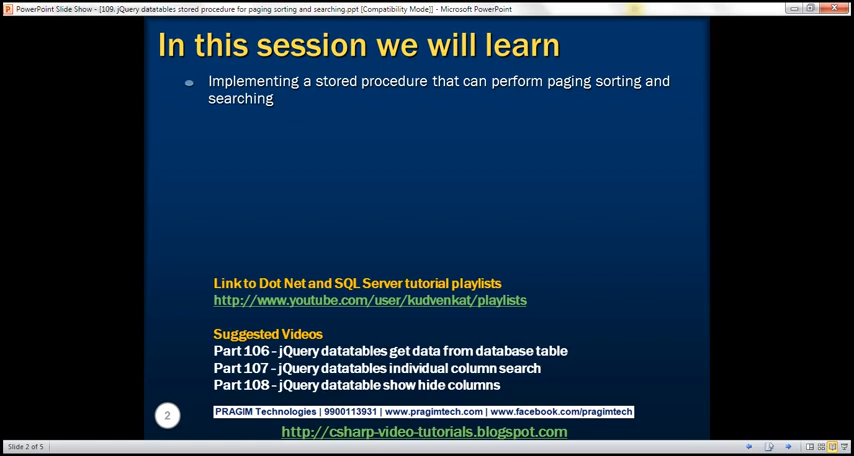 PowerPoint Slide Show - [109. jQuery datatables stored procedure for paging sorting and searching.ppt [Compatibility Mode]] - Microsoft PowerPoint
In this session we will learn
Implementing a stored procedure that can perform paging sorting and
searching
Link to Dot Net and SQL Server tutorial playlists
http://www.youtube.com/user/kudvenkat/playlists
Suggested Videos
Part 106 - jQuery datatables get data from database table
Part 107 - jQuery datatables individual column search
Part 108 - jQuery datatable show hide columns
2
PRAGIM Technologies | 9900113931 | www.pragimtech.com | www.facebook.com/pragimtech
http://csharp-video-tutorials.blogspot.com
Slide 2 of 5